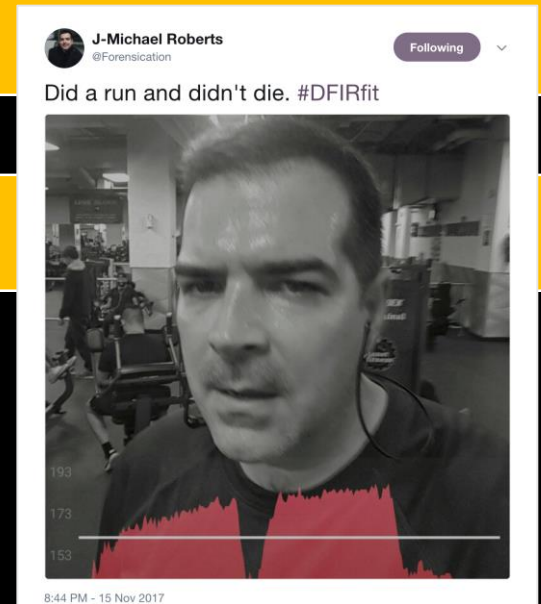 J-Michael Roberts
@Forensication
Following
Did a run and didn't die. #DFIRfit
193
173
153
8:44 PM - 15 Nov 2017